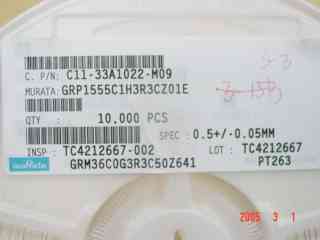 C. P/N: C11-33A1022-M09
MURATA: GRP1555C1H3R3CZ01E
QTY : 10.000 PCS
SPEC : 0.5+/-0.05MM
INSP : TC4212667-002 LOT : TC4212667
muRata GRM36C0G3R3C50Z641 PT263
2005 3 1